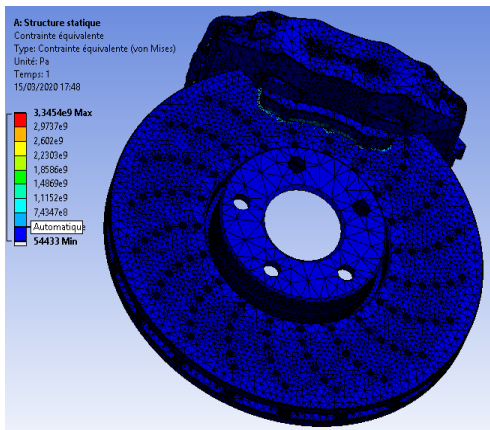 A: Structure statique
Contrainte équivalente
Type: Contrainte équivalente (von Mises)
Unité: Pa
Temps: 1
15/03/2020 17:48
3,3454e9 Max
2,9737e9
2,602e9
2,2303e9
1,8586e9
1,4869e9
1,1152e9
7,4347e8
Automatique
54433 Min